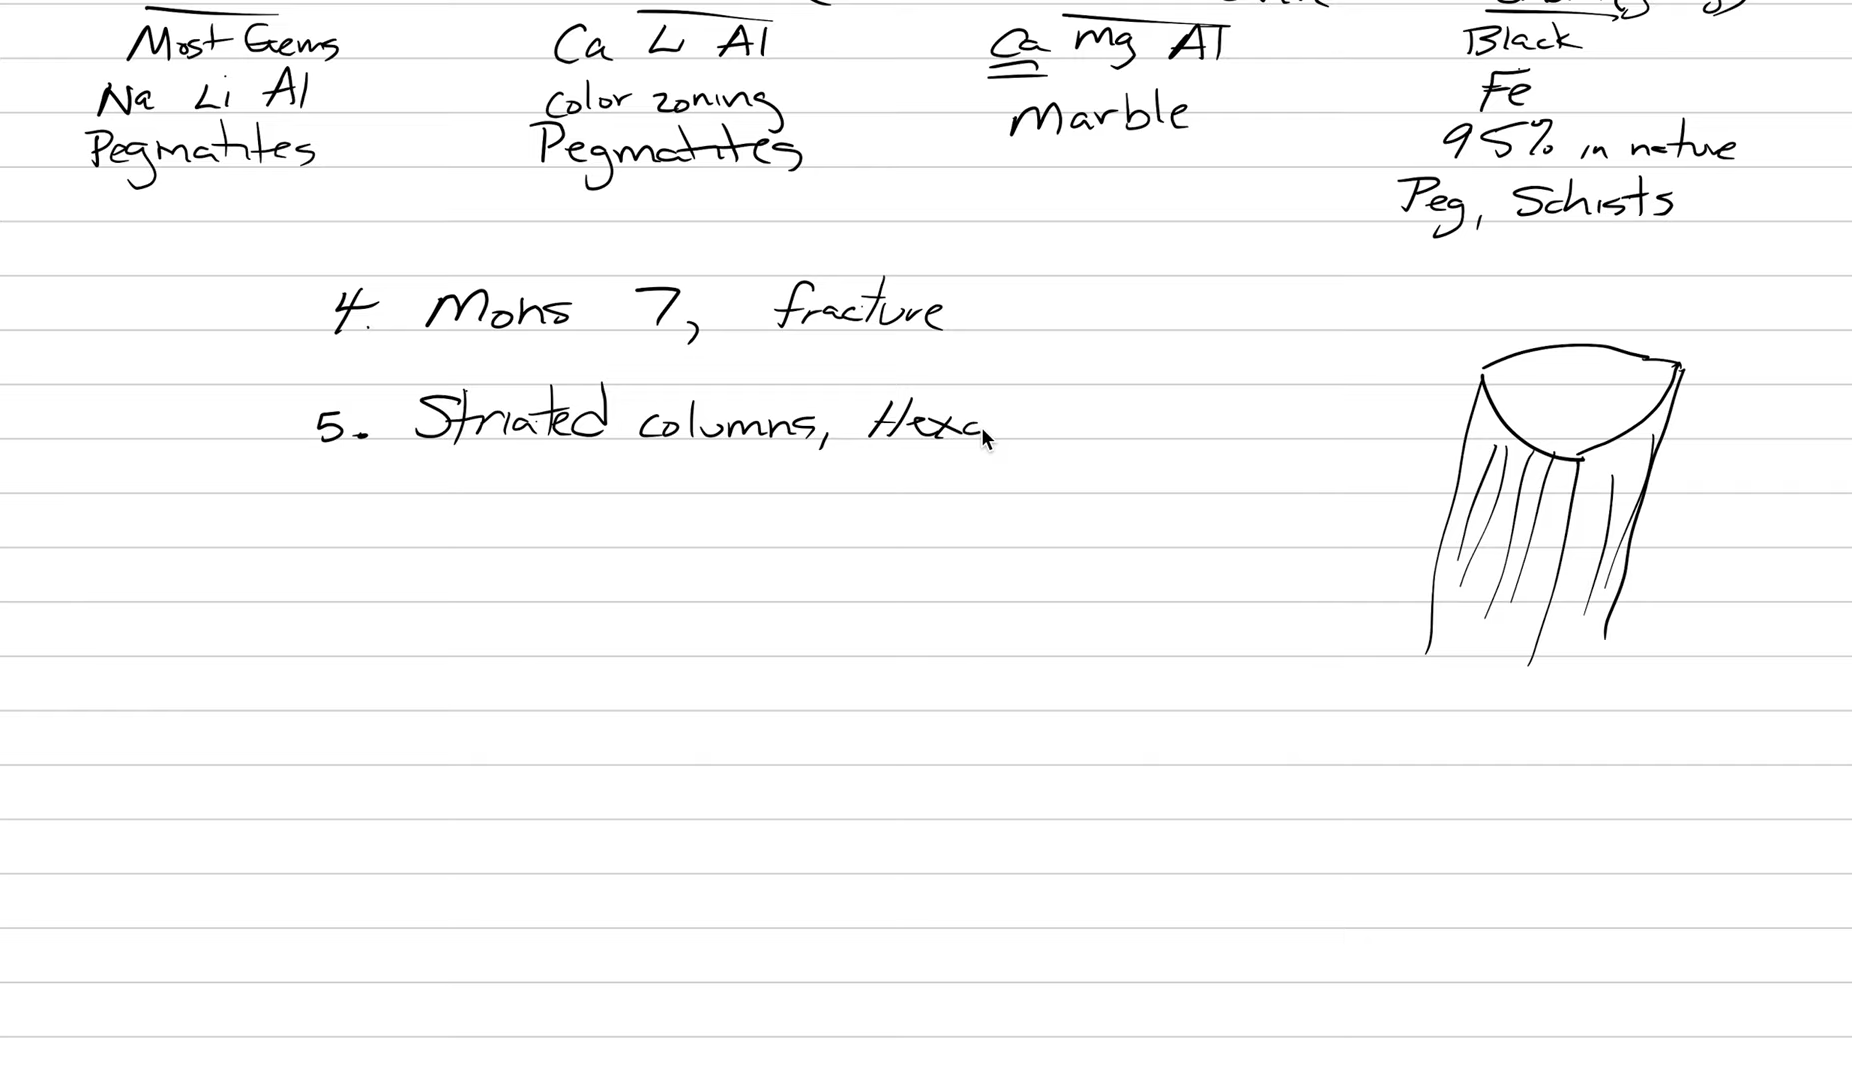 Most Gems
Na Li Al
Pegmatites
Ca Li Al
color zoning
Pegmatites
Ca Mg Al
Marble
Black
Fe
95% in nature
Peg, Schists
4. Mohs 7, fracture
5. Striated columns, Hexa